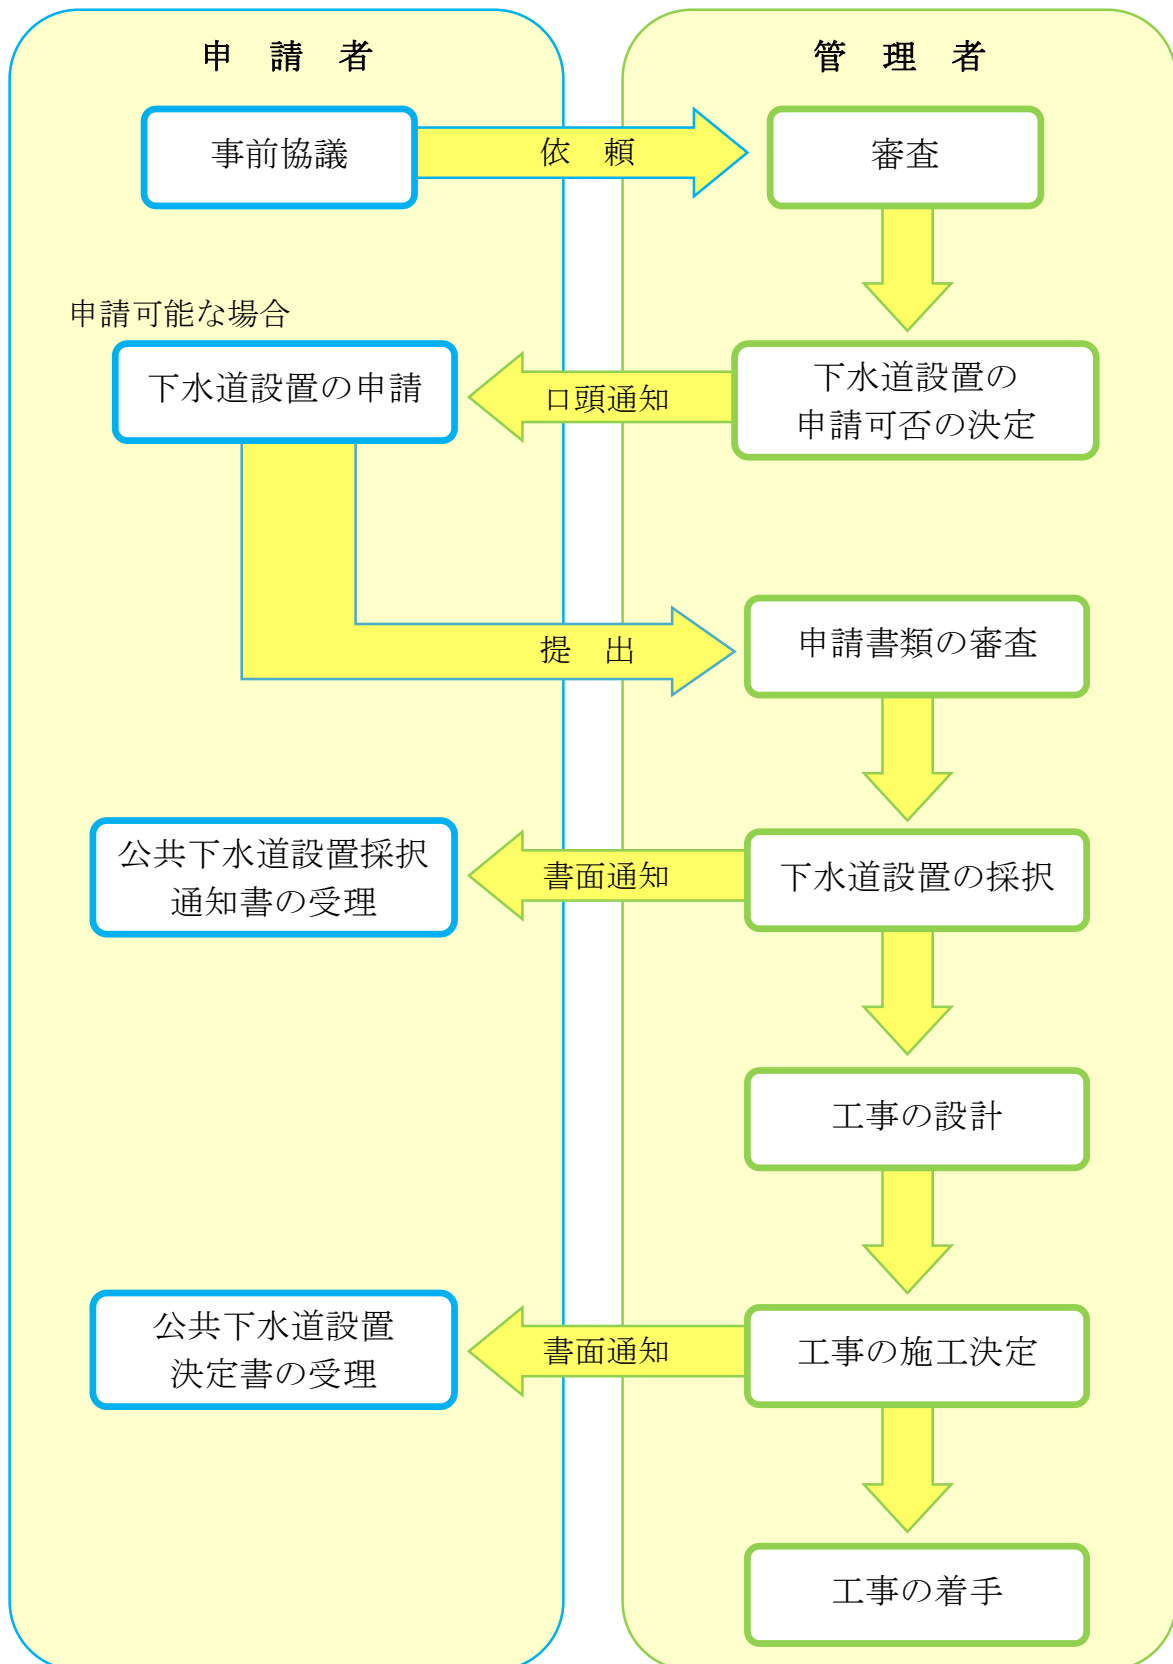 申　請　者
管　理　者
事前協議
依　頼
審査
申請可能な場合
下水道設置の申請
口頭通知
下水道設置の
申請可否の決定
提　出
申請書類の審査
公共下水道設置採択
通知書の受理
書面通知
下水道設置の採択
工事の設計
公共下水道設置
決定書の受理
書面通知
工事の施工決定
工事の着手